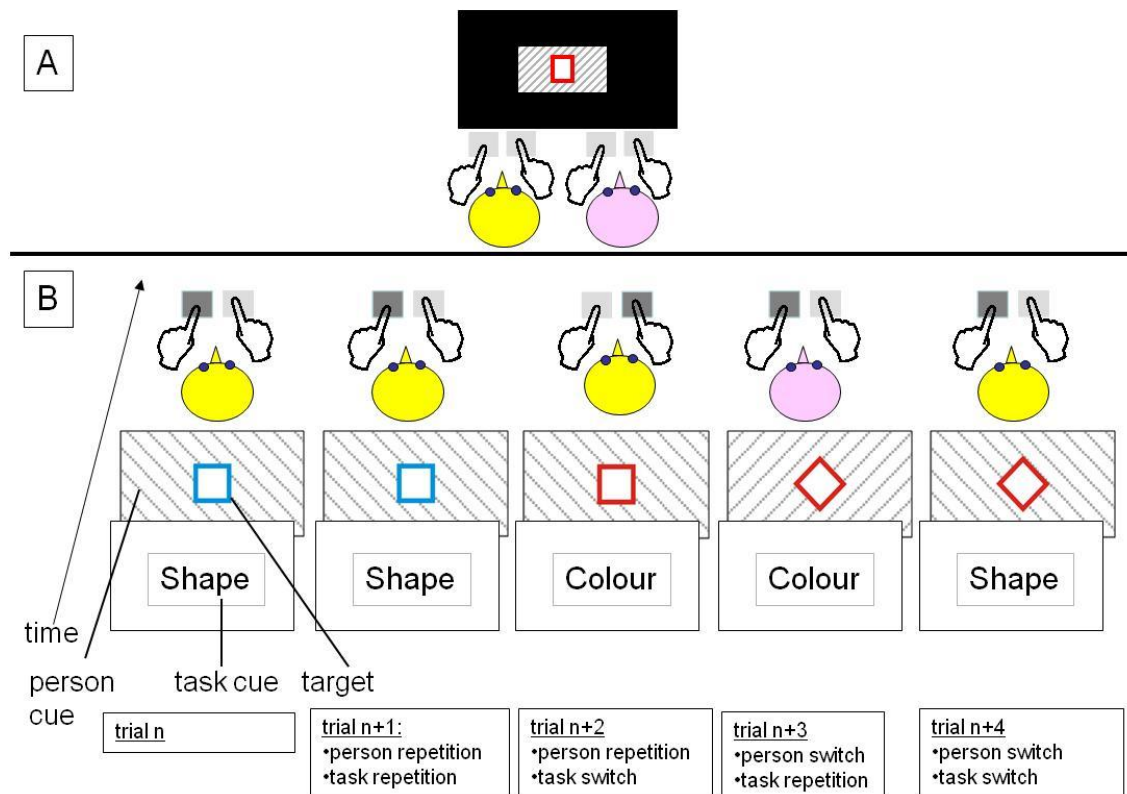 A
B
Shape
Shape
Colour
Colour
Shape
time
person
cue
task cue
target
trial n
trial n+1:
•person repetition
•task repetition
trial n+2
•person repetition
•task switch
trial n+3
•person switch
•task repetition
trial n+4
•person switch
•task switch